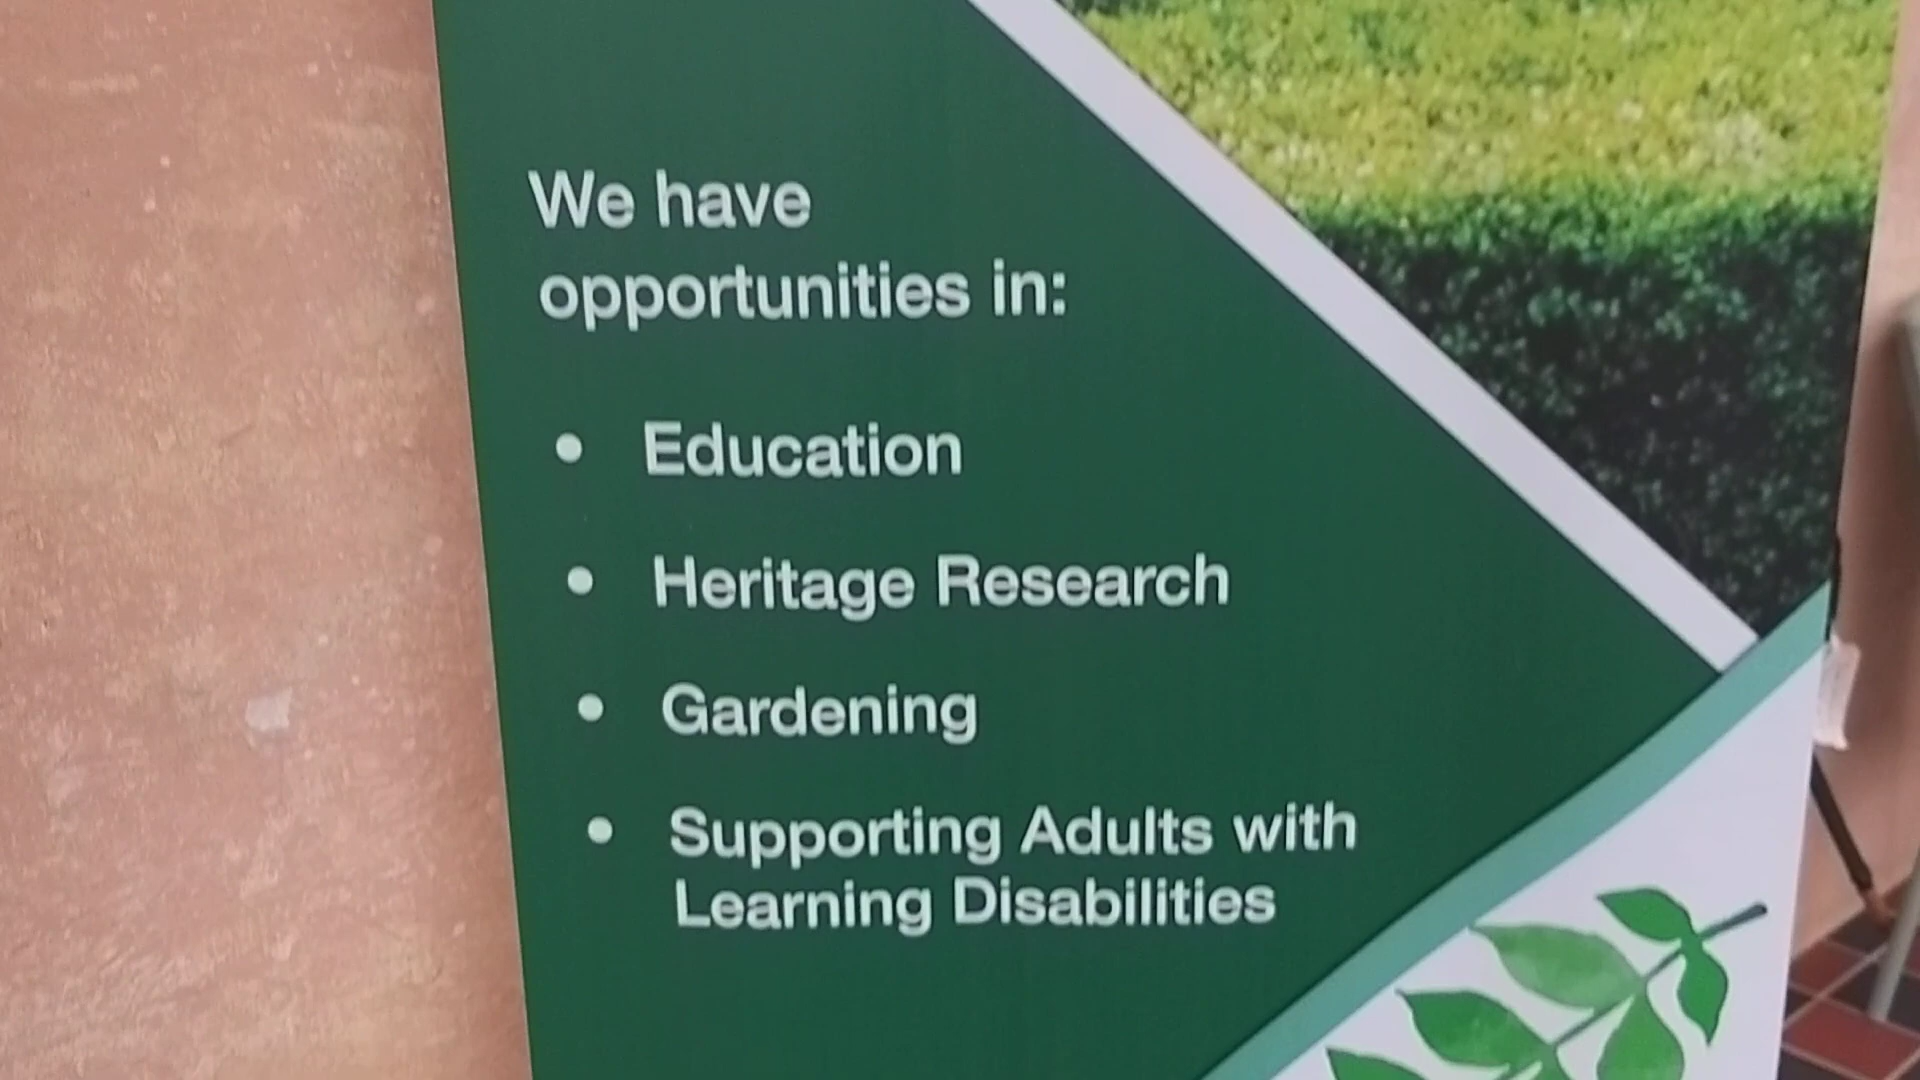 We have
opportunities in:
• Education
• Heritage Research
• Gardening
• Supporting Adults with
Learning Disabilities